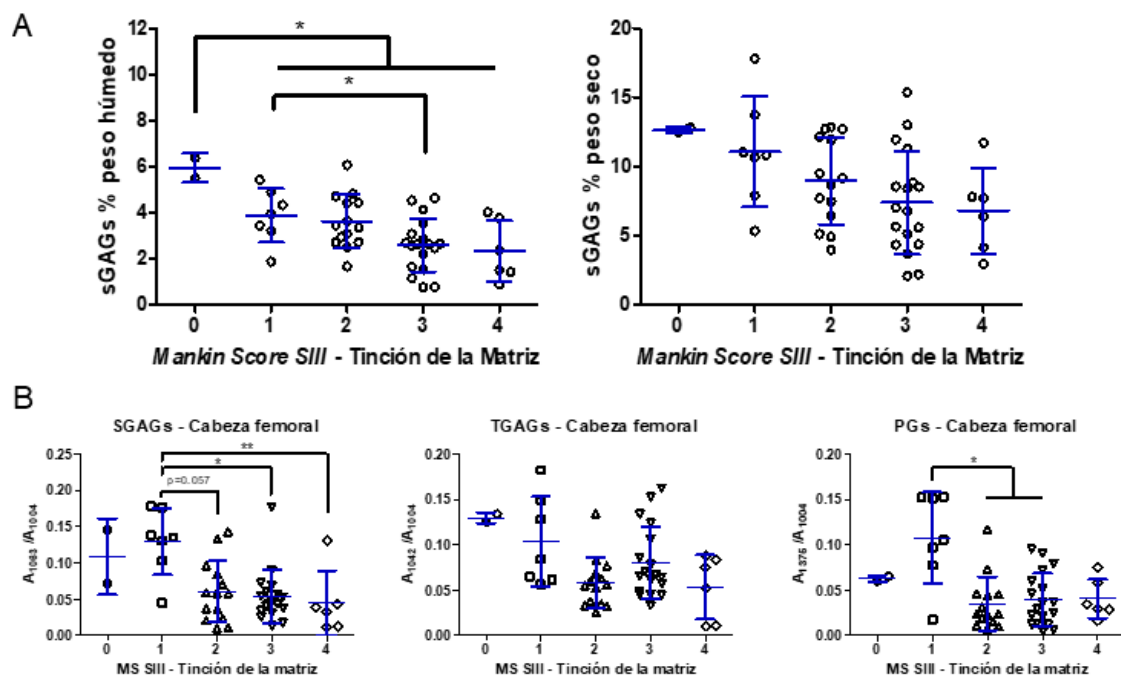 A
sGAGs % peso húmedo
12
10
8
6
4
2
0
*
*
0 1 2 3 4
Mankin Score SIII - Tinción de la Matriz
sGAGs % peso seco
20
15
10
5
0
0 1 2 3 4
Mankin Score SIII - Tinción de la Matriz
B
SGAGs - Cabeza femoral
A1063/A1004
0.25
0.20
0.15
0.10
0.05
0.00
**
*
p=0.057
0 1 2 3 4
MS SIII - Tinción de la matriz
TGAGs - Cabeza femoral
A1042/A1004
0.20
0.15
0.10
0.05
0.00
0 1 2 3 4
MS SIII - Tinción de la matriz
PGs - Cabeza femoral
A1375/A1004
0.20
0.15
0.10
0.05
0.00
*
0 1 2 3 4
MS SIII - Tinción de la matriz